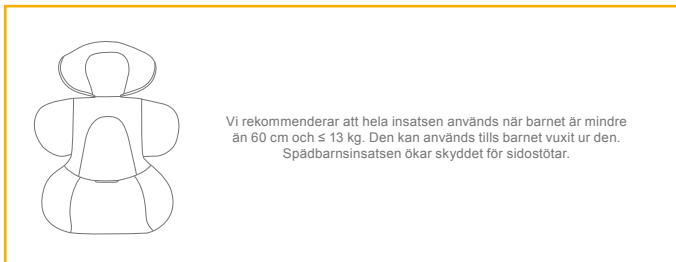 Vi rekommenderar att hela insatsen används när barnet är mindre
än 60 cm och ≤ 13 kg. Den kan används tills barnet vuxit ur den.
Spädbarnsinsatsen ökar skyddet för sidostötar.